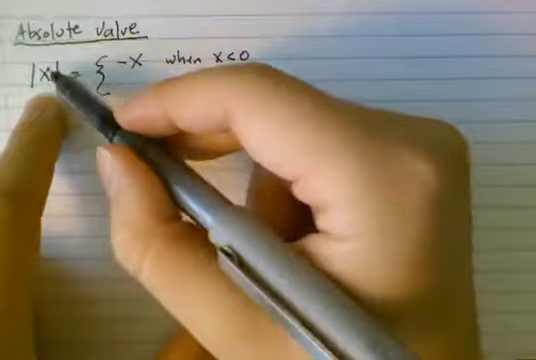 Absolute Value
|x| = { -x when x<0